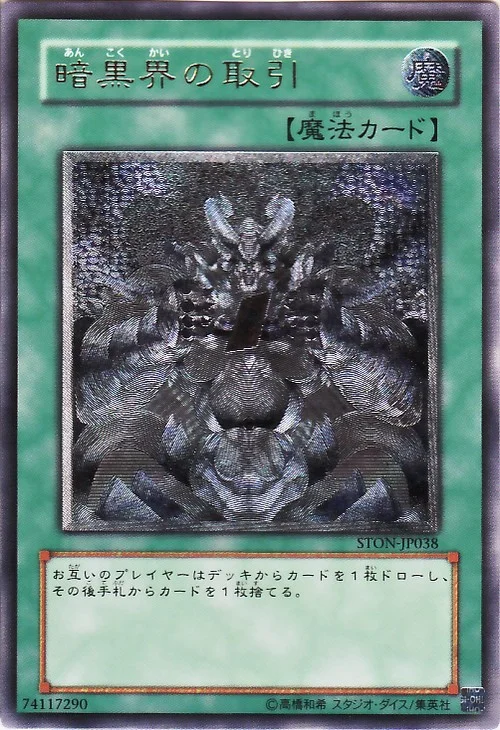 暗黒界の取引
魔
【魔法カード】
STON-JP038
お互いのプレイヤーはデッキからカードを1枚ドローし、
その後手札からカードを1枚捨てる。
74117290
©高橋和希 スタジオ・ダイス/集英社